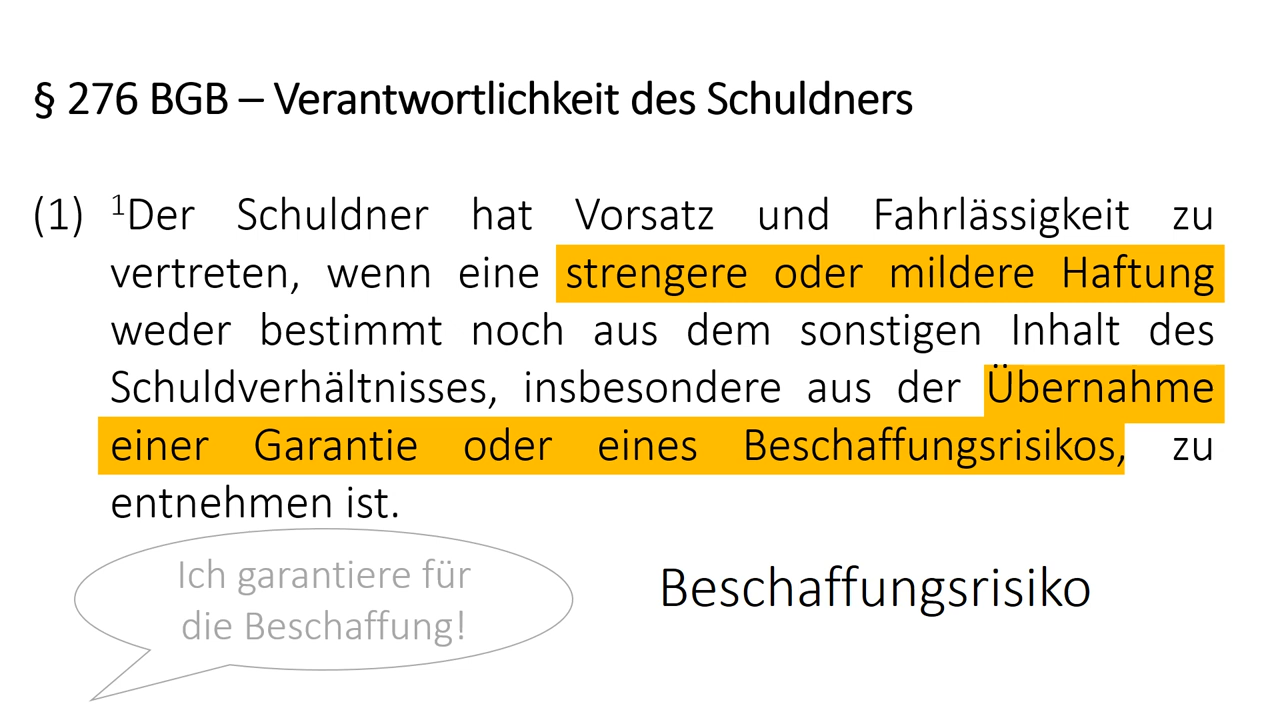 § 276 BGB – Verantwortlichkeit des Schuldners
(1) ¹Der Schuldner hat Vorsatz und Fahrlässigkeit zu
vertreten, wenn eine strengere oder mildere Haftung
weder bestimmt noch aus dem sonstigen Inhalt des
Schuldverhältnisses, insbesondere aus der Übernahme
einer Garantie oder eines Beschaffungsrisikos, zu
entnehmen ist.
Ich garantiere für
die Beschaffung!
Beschaffungsrisiko